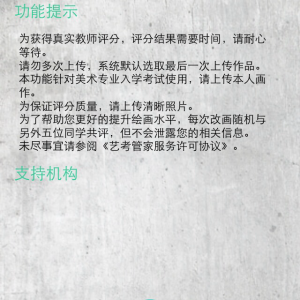 功能提示
为获得真实教师评分，评分结果需要时间，请耐心
等待。
请勿多次上传，系统默认选取最后一次上传作品。
本功能针对美术专业入学考试使用，请上传本人画
作。
为保证评分质量，请上传清晰照片。
为了帮助您更好的提升绘画水平，每次改画随机与
另外五位同学共评，但不会泄露您的相关信息。
未尽事宜请参阅《艺考管家服务许可协议》。
支持机构